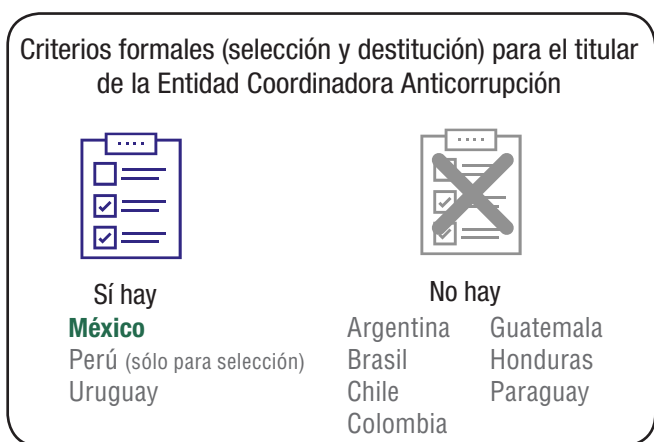 Criterios formales (selección y destitución) para el titular
de la Entidad Coordinadora Anticorrupción
Sí hay
México
Perú (sólo para selección)
Uruguay
No hay
Argentina
Brasil
Chile
Colombia
Guatemala
Honduras
Paraguay